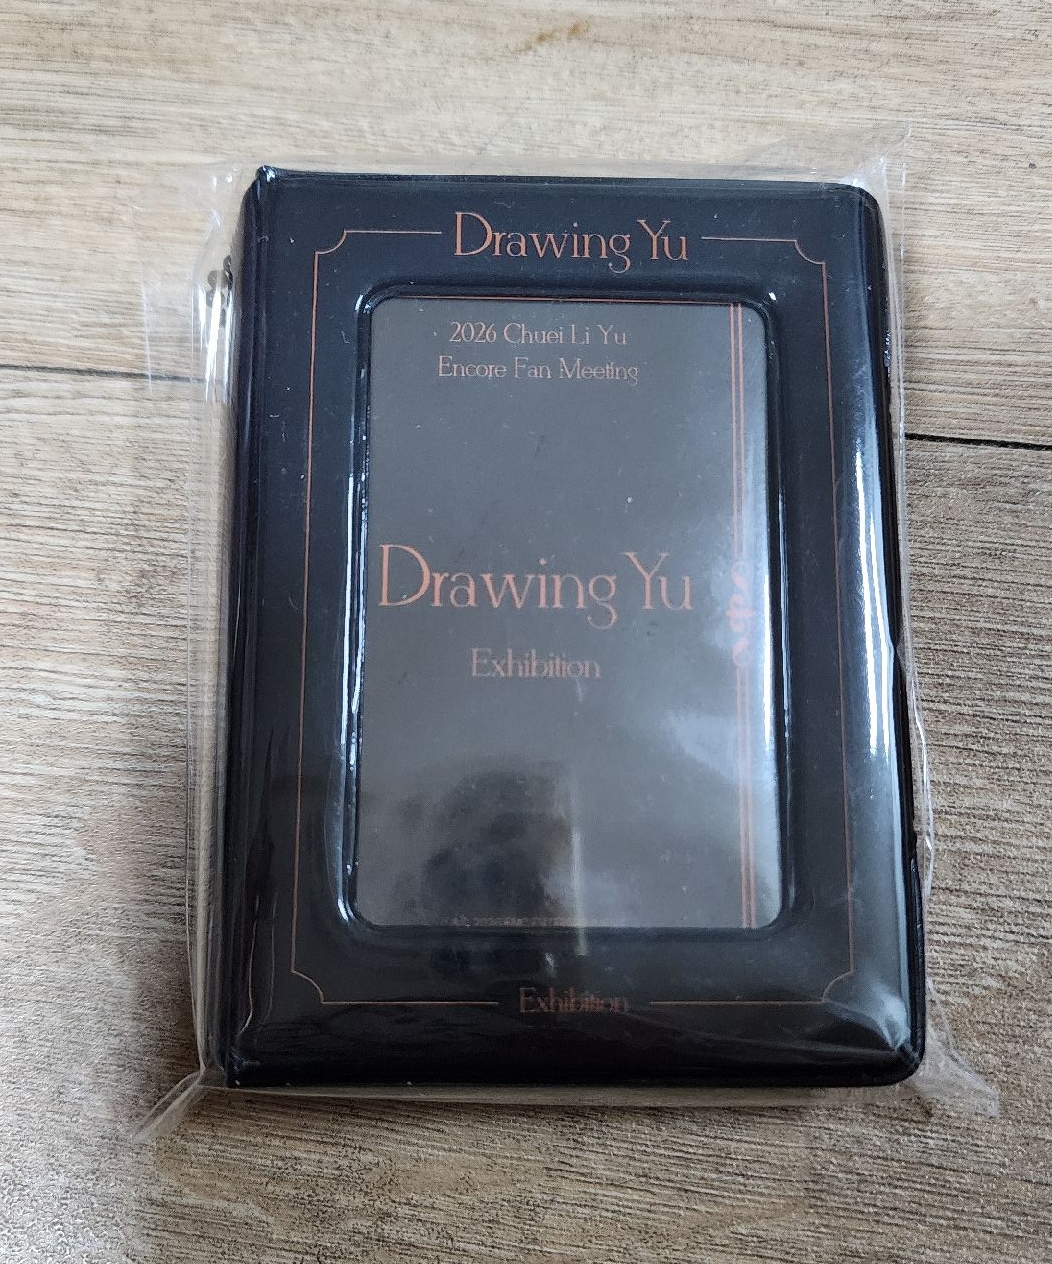 Drawing Yu
2026 Chuei Li Yu
Encore Fan Meeting
Drawing Yu
Exhibition
Exhibition